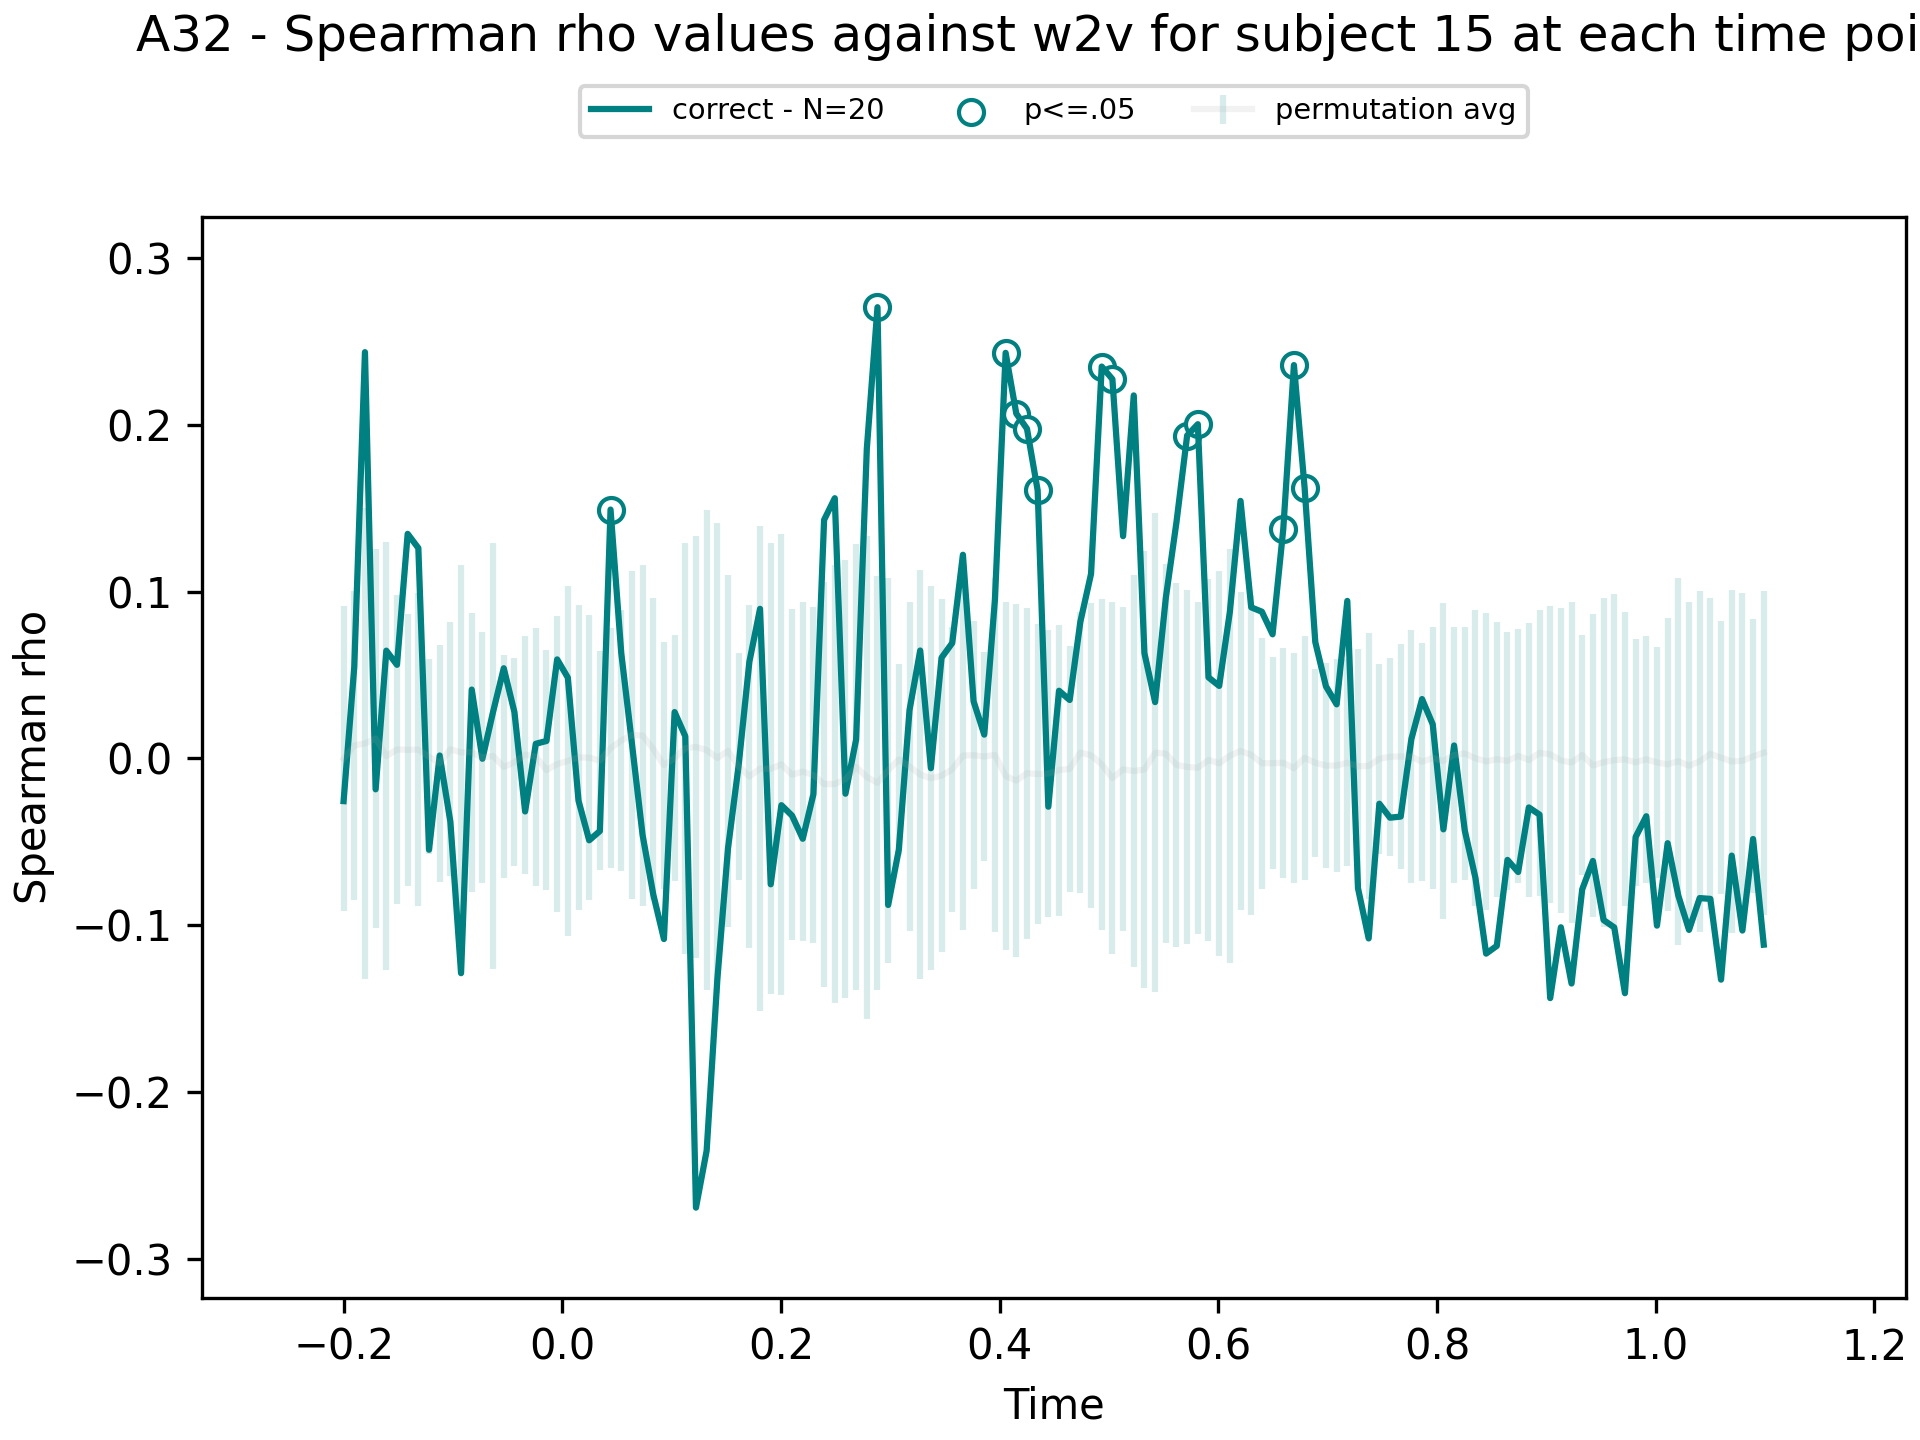 A32 - Spearman rho values against w2v for subject 15 at each time poi
correct - N=20 p<=.05 permutation avg
0.3
0.2
0.1
0.0
−0.1
−0.2
−0.3
Spearman rho
−0.2 0.0 0.2 0.4 0.6 0.8 1.0 1.2
Time